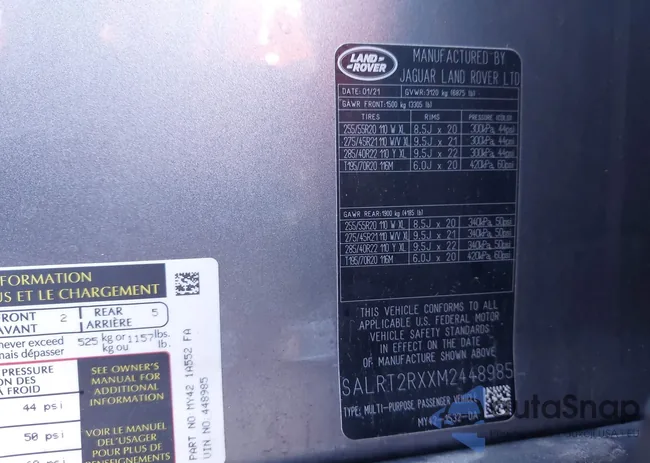 LAND ROVER
MANUFACTURED BY
JAGUAR LAND ROVER LTD
DATE: 01/21 GVWR: 3120 kg (6875 lb)
GAWR FRONT: 1500 kg (3305 lb)
TIRES RIMS PRESSURE (COLD)
255/55R20 110 W XL 8.5J x 20 300kPa, 44psi
275/45R21 110 W/V XL 9.5J x 21 300kPa, 44psi
285/40R22 110 Y XL 9.5J x 22 300kPa, 44psi
T195/70R20 116M 6.0J x 20 420kPa, 60psi
GAWR REAR: 1900 kg (4185 lb)
255/55R20 110 W XL 8.5J x 20 340kPa, 50psi
275/45R21 110 W/V XL 9.5J x 21 340kPa, 50psi
285/40R22 110 Y XL 9.5J x 22 340kPa, 50psi
T195/70R20 116M 6.0J x 20 420kPa, 60psi
THIS VEHICLE CONFORMS TO ALL
APPLICABLE U.S. FEDERAL MOTOR
VEHICLE SAFETY STANDARDS
IN EFFECT ON THE DATE
OF MANUFACTURE SHOWN ABOVE
SALRT2RXXM2448985
TYPE: MULTI-PURPOSE PASSENGER VEHICLE
NFORMATION
US ET LE CHARGEMENT
FRONT 2 REAR 5
AVANT ARRIÈRE
never exceed 525 kg or 1157 lbs.
mais dépasser kg ou lb.
PRESSURE
ION DES
À FROID
44 psi
50 psi
SEE OWNER'S
MANUAL FOR
ADDITIONAL
INFORMATION
VOIR LE MANUEL
DE L'USAGER
POUR PLUS DE
PART NO MY42 1A552 FA
VIN NO: 448985
AutaSnap